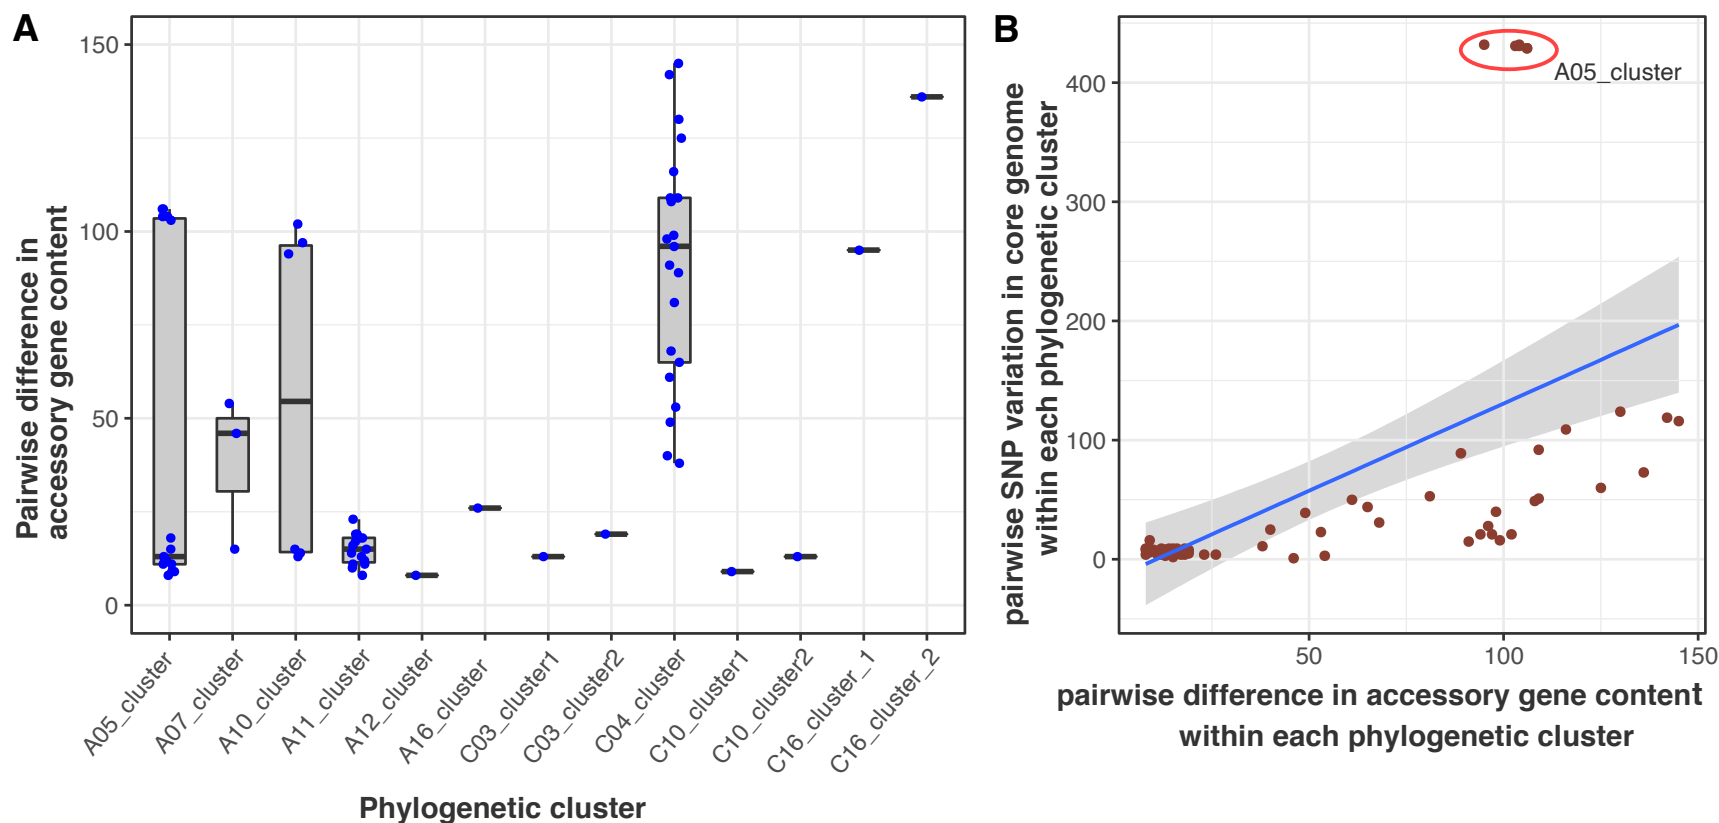 A
Pairwise difference in
accessory gene content
150
100
50
0
A05_cluster
A07_cluster
A10_cluster
A11_cluster
A12_cluster
A16_cluster
C03_cluster1
C03_cluster2
C04_cluster
C10_cluster1
C10_cluster2
C16_cluster_1
C16_cluster_2
Phylogenetic cluster
B
pairwise SNP variation in core genome
within each phylogenetic cluster
400
300
200
100
0
A05_cluster
50
100
150
pairwise difference in accessory gene content
within each phylogenetic cluster